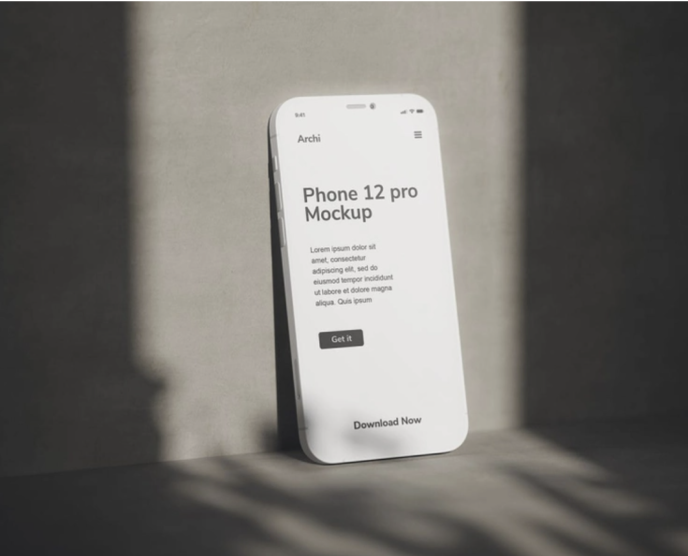 9:41
Archi
Phone 12 pro
Mockup
Lorem ipsum dolor sit
amet, consectetur
adipiscing elit, sed do
eiusmod tempor incididunt
ut labore et dolore magna
aliqua. Quis ipsum
Get it
Download Now